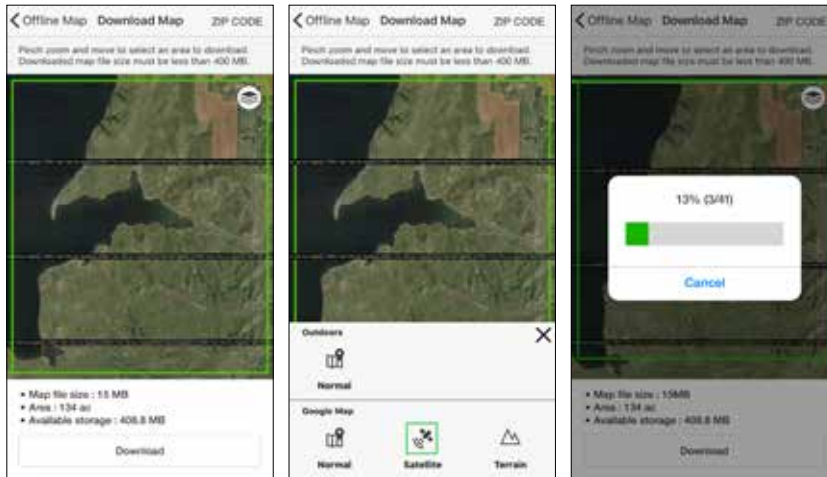 Offline Map Download Map ZIP CODE
Pinch zoom and move to select an area to download.
Downloaded map file size must be less than 400 MB.
• Map file size : 15 MB
• Area : 134 ac
• Available storage : 408.8 MB
Download
Offline Map Download Map ZIP CODE
Pinch zoom and move to select an area to download.
Downloaded map file size must be less than 400 MB.
Outdoors
Normal
Google Map
Normal Satellite Terrain
Offline Map Download Map ZIP CODE
Pinch zoom and move to select an area to download.
Downloaded map file size must be less than 400 MB.
13% (3/41)
Cancel
• Map file size : 15MB
• Area : 134 ac
• Available storage : 408.8 MB
Download